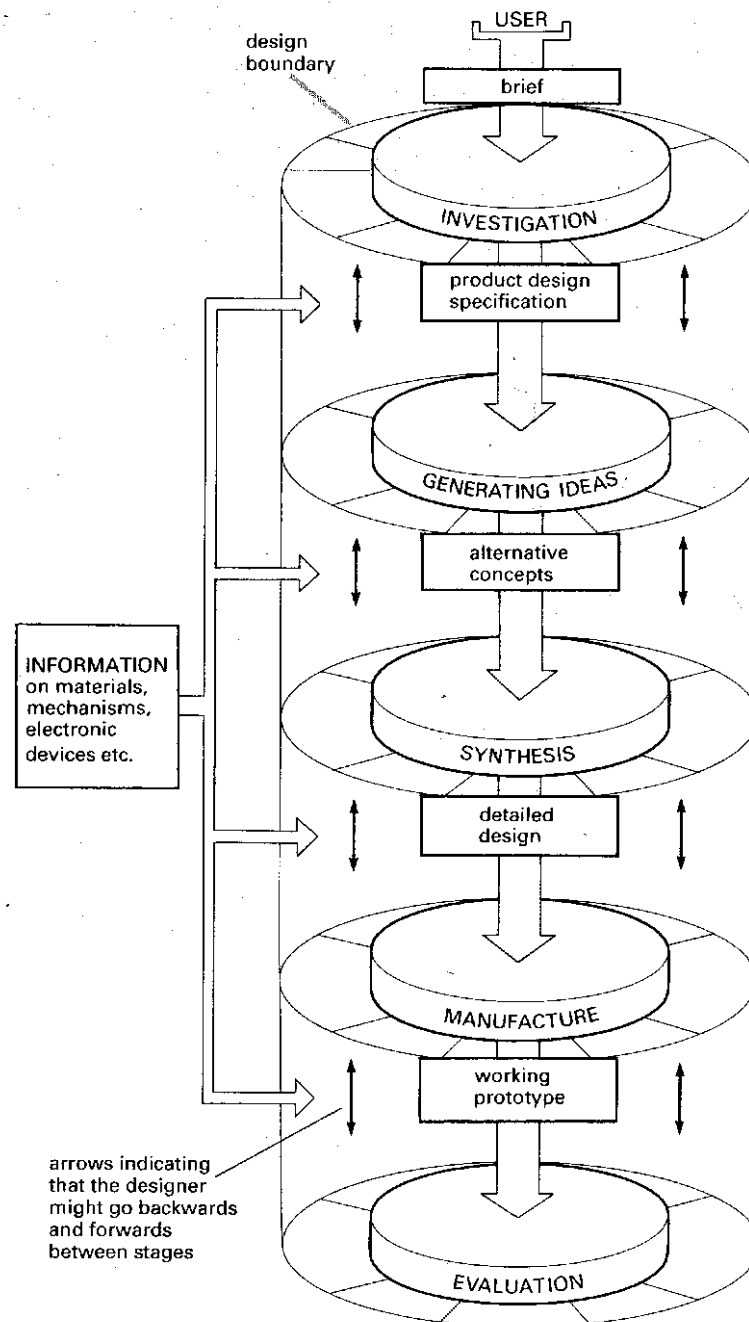 USER
design
boundary
brief
INVESTIGATION
product design
specification
GENERATING IDEAS
alternative
concepts
INFORMATION
on materials,
mechanisms,
electronic
devices etc.
SYNTHESIS
detailed
design
MANUFACTURE
working
prototype
arrows indicating
that the designer
might go backwards
and forwards
between stages
EVALUATION